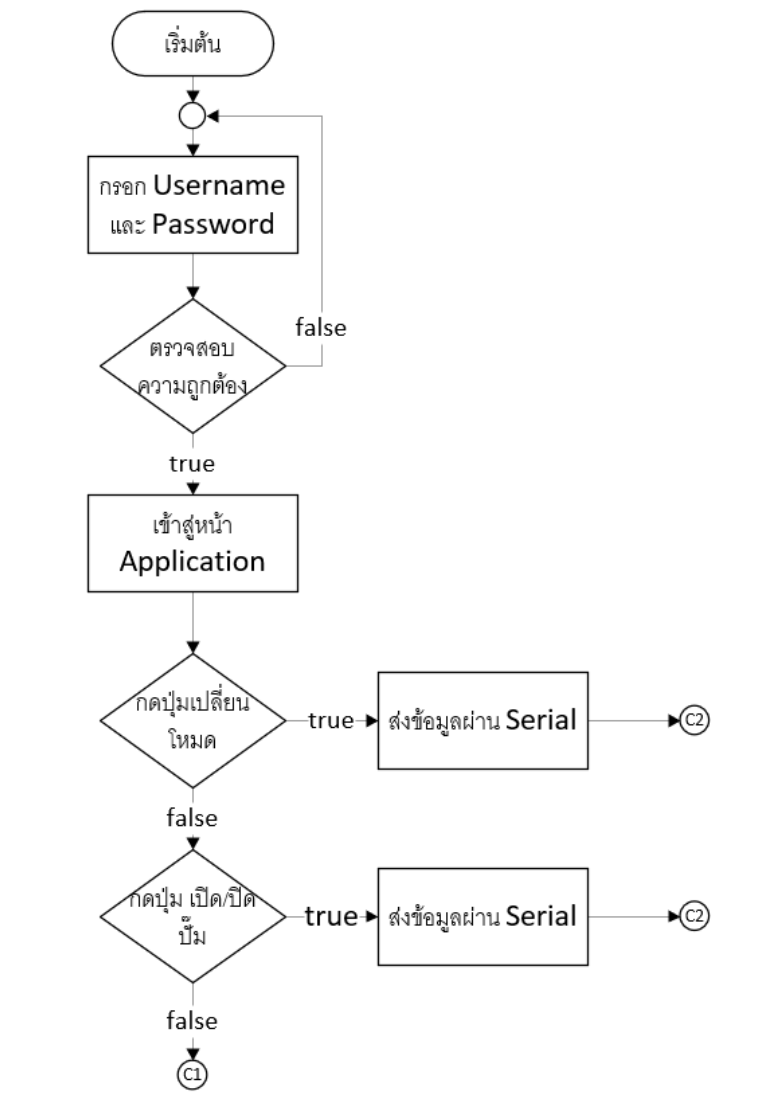 เริ่มต้น
กรอก Username
และ Password
ตรวจสอบ
ความถูกต้อง
false
true
เข้าสู่หน้า
Application
กดปุ่มเปลี่ยน
โหมด
true
ส่งข้อมูลผ่าน Serial
C2
false
กดปุ่ม เปิด/ปิด
ปั๊ม
true
ส่งข้อมูลผ่าน Serial
C2
false
C1